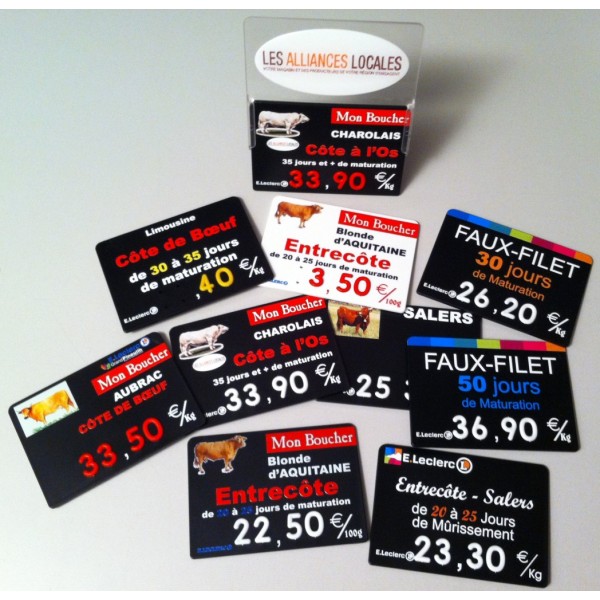 LES ALLIANCES LOCALES
Mon Boucher
CHAROLAIS
Côte à l'Os
35 jours et + de maturation
E.Leclerc L
33,90 €/Kg
Limousine
Côte de Bœuf
de 30 à 35 jours
de maturation
E.Leclerc L
,40 €/Kg
Mon Boucher
Blonde
d'AQUITAINE
Entrecôte
de 20 à 25 jours de maturation
3,50 €/100g
FAUX-FILET
30 jours
de Maturation
E.Leclerc L
26,20 €/Kg
Mon Boucher
CHAROLAIS
Côte à l'Os
35 jours et + de maturation
33,90 €/Kg
SALERS
25
FAUX-FILET
50 jours
de Maturation
E.Leclerc L
36,90 €/Kg
Mon Boucher
AUBRAC
CÔTE DE BŒUF
33,50 €/Kg
Mon Boucher
Blonde
d'AQUITAINE
Entrecôte
de 20 à 25 jours de maturation
22,50 €/100g
E.Leclerc L
Entrecôte - Salers
de 20 à 25 Jours
de Mûrissement
E.Leclerc L
23,30 €/Kg